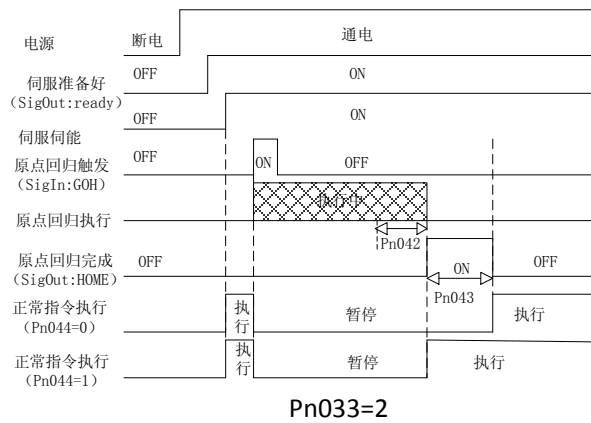 电源 断电 通电
伺服准备好 OFF ON
(SigOut:ready)
OFF ON
伺服伺能
原点回归触发 OFF ON OFF
(SigIn:GOH)
执行中
原点回归执行
Pn042
原点回归完成 OFF ON OFF
(SigOut:HOME)
Pn043
正常指令执行 执行 暂停 执行
(Pn044=0)
正常指令执行 执行 暂停 执行
(Pn044=1)
Pn033=2